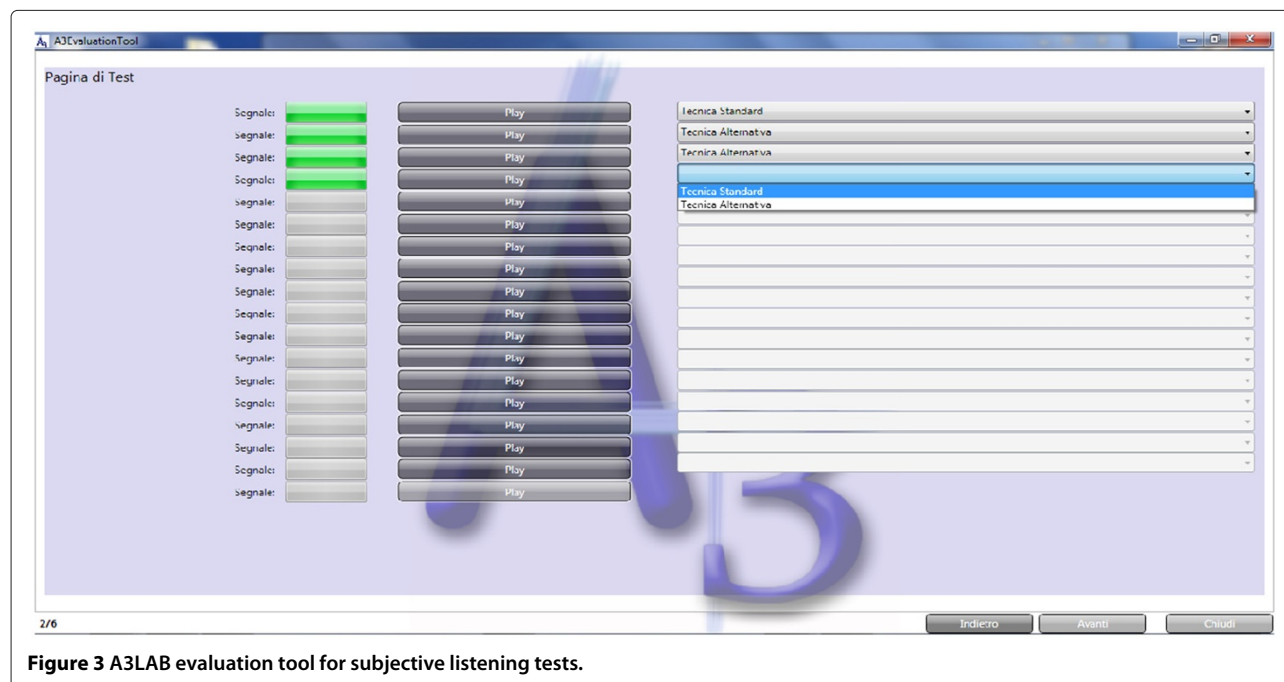 A3 A3EvaluationTool
Pagina di Test
Segnale: Play Tecnica Standard
Segnale: Play Tecnica Alternativa
Segnale: Play Tecnica Alternativa
Segnale: Play
Tecnica Standard
Segnale: Play Tecnica Alternativa
Segnale: Play
Segnale: Play
Segnale: Play
Segnale: Play
Segnale: Play
Segnale: Play
Segnale: Play
Segnale: Play
Segnale: Play
Segnale: Play
Segnale: Play
Segnale: Play
Segnale: Play
A3
2/6 Indietro Avanti Chiudi
Figure 3 A3LAB evaluation tool for subjective listening tests.